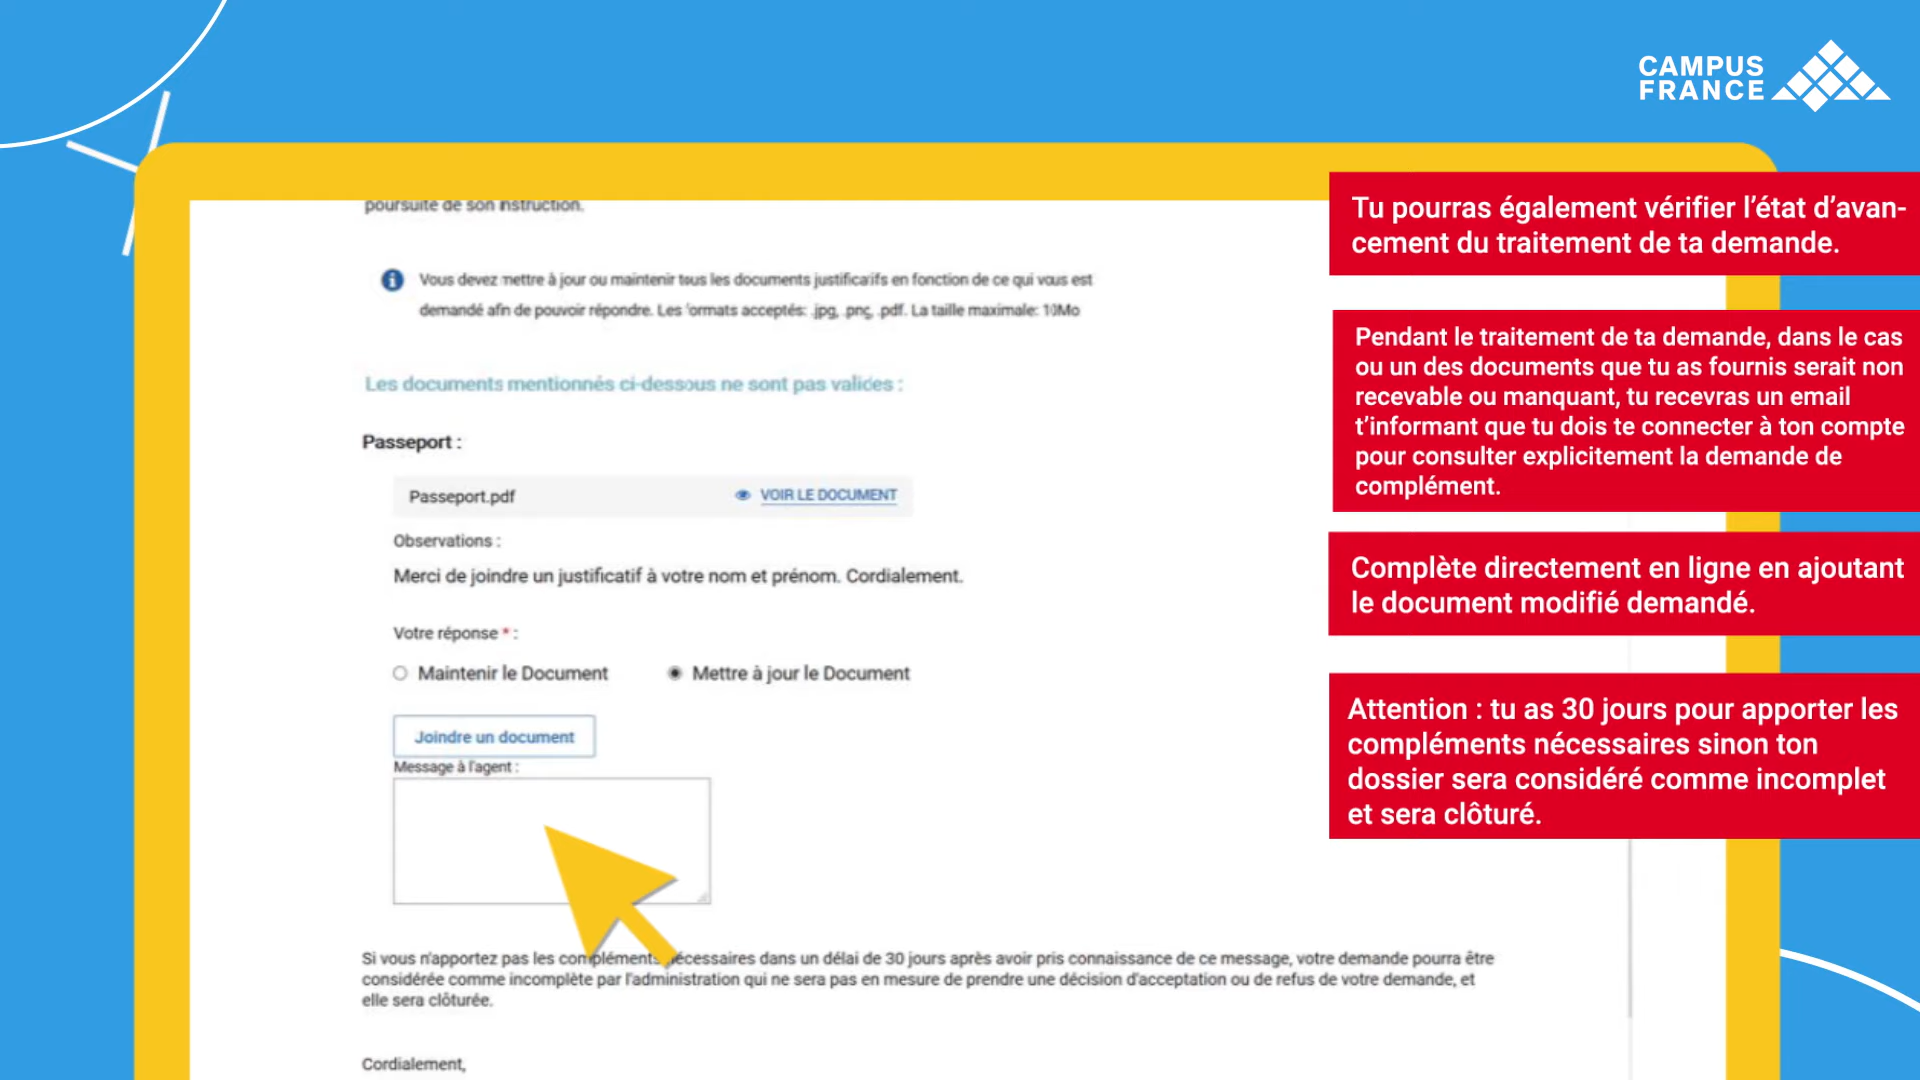 CAMPUS
FRANCE
poursuite de son instruction.
Vous devez mettre à jour ou maintenir tous les documents justificatifs en fonction de ce qui vous est
demandé afin de pouvoir répondre. Les formats acceptés: .jpg, .png, .pdf. La taille maximale: 10Mo
Les documents mentionnés ci-dessous ne sont pas valides :
Passeport :
Passeport.pdf
VOIR LE DOCUMENT
Observations :
Merci de joindre un justificatif à votre nom et prénom. Cordialement.
Votre réponse * :
Maintenir le Document
Mettre à jour le Document
Joindre un document
Message à l'agent :
Si vous n'apportez pas les compléments nécessaires dans un délai de 30 jours après avoir pris connaissance de ce message, votre demande pourra être
considérée comme incomplète par l'administration qui ne sera pas en mesure de prendre une décision d'acceptation ou de refus de votre demande, et
elle sera clôturée.
Cordialement,
Tu pourras également vérifier l’état d’avan-
cement du traitement de ta demande.
Pendant le traitement de ta demande, dans le cas
ou un des documents que tu as fournis serait non
recevable ou manquant, tu recevras un email
t’informant que tu dois te connecter à ton compte
pour consulter explicitement la demande de
complément.
Complète directement en ligne en ajoutant
le document modifié demandé.
Attention : tu as 30 jours pour apporter les
compléments nécessaires sinon ton
dossier sera considéré comme incomplet
et sera clôturé.